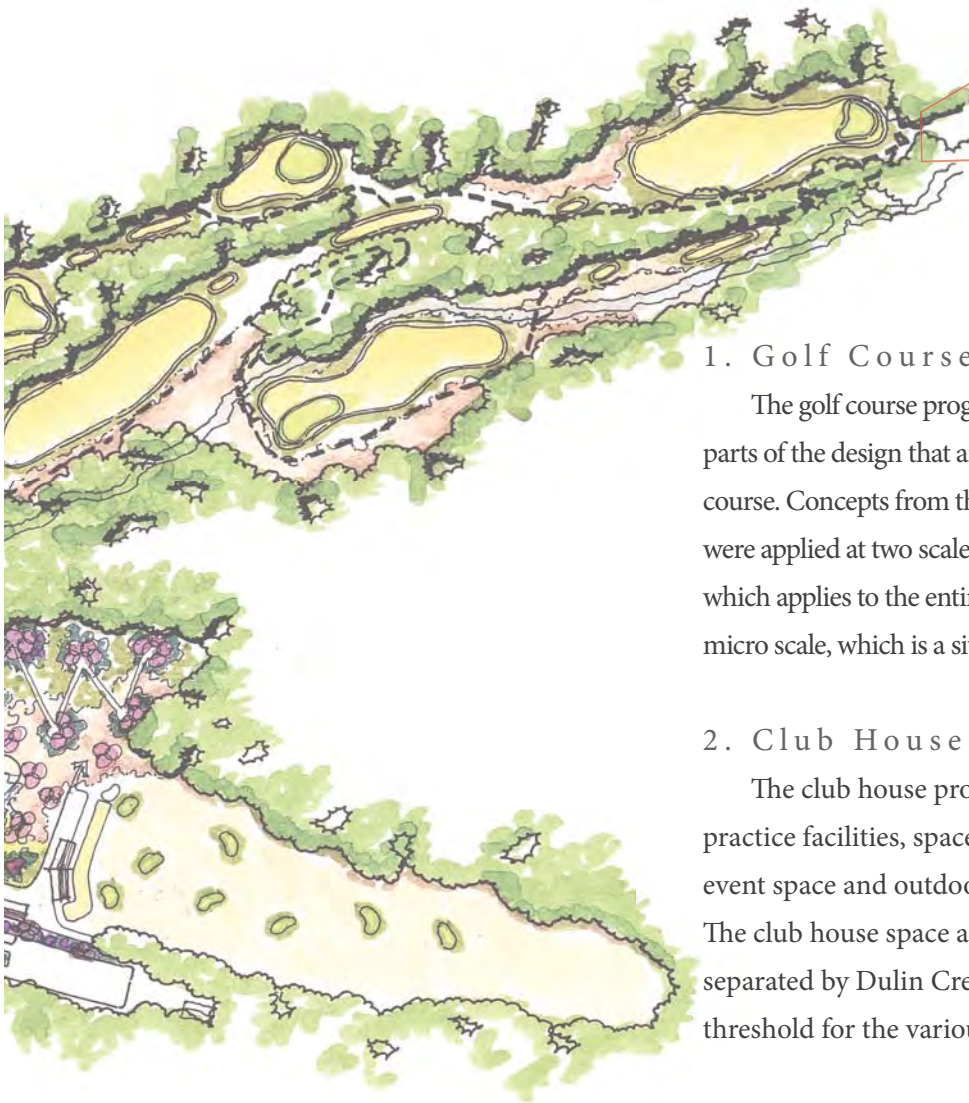 1. Golf Course
The golf course prog
parts of the design that a
course. Concepts from th
were applied at two scale
which applies to the entir
micro scale, which is a si
2. Club House
The club house pro
practice facilities, space
event space and outdoo
The club house space a
separated by Dulin Cre
threshold for the variou